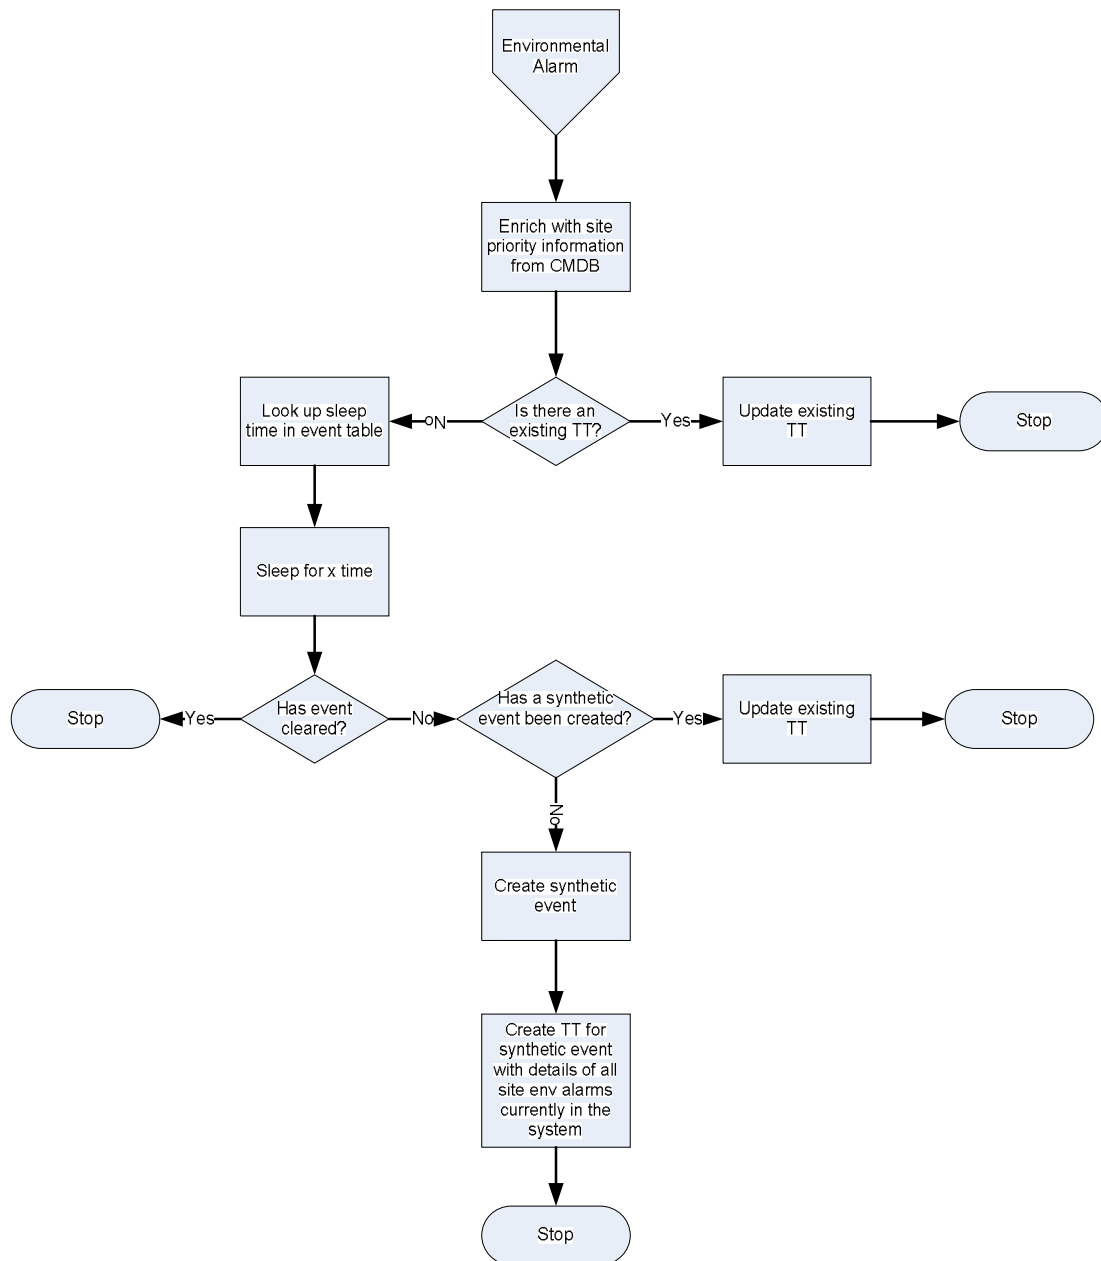 Environmental
Alarm
Enrich with site
priority information
from CMDB
Look up sleep
time in event table
No
Is there an
existing TT?
Yes
Update existing
TT
Stop
Sleep for x time
Stop
Yes
Has event
cleared?
No
Has a synthetic
event been created?
Yes
Update existing
TT
Stop
No
Create synthetic
event
Create TT for
synthetic event
with details of all
site env alarms
currently in the
system
Stop